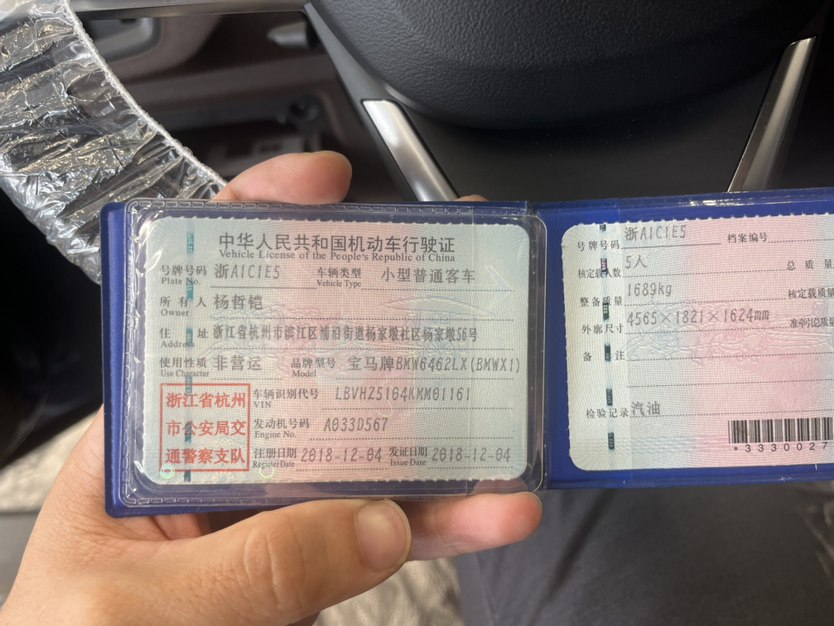 中华人民共和国机动车行驶证
Vehicle License of the People's Republic of China
号牌号码 浙A1C1E5 车辆类型 小型普通客车
Plate No. Vehicle Type
所有人 杨哲铠
Owner
住址 浙江省杭州市滨江区浦沿街道杨家墩社区杨家墩56号
Address
使用性质 非营运 品牌型号 宝马牌BMW6462LX(BMWX1)
Use Character Model
浙江省杭州
市公安局交
通警察支队
车辆识别代号 LBVHZ5104KMM01161
VIN
发动机号码 A033D567
Engine No.
注册日期 2018-12-04 发证日期 2018-12-04
Register Date Issue Date
号牌号码 浙A1C1E5 档案编号
核定载人数 5人 总质量
整备质量 1689kg 核定载质量
外廓尺寸 4565×1821×1624mm 准牵引总质量
备注
检验记录 汽油
*3330027